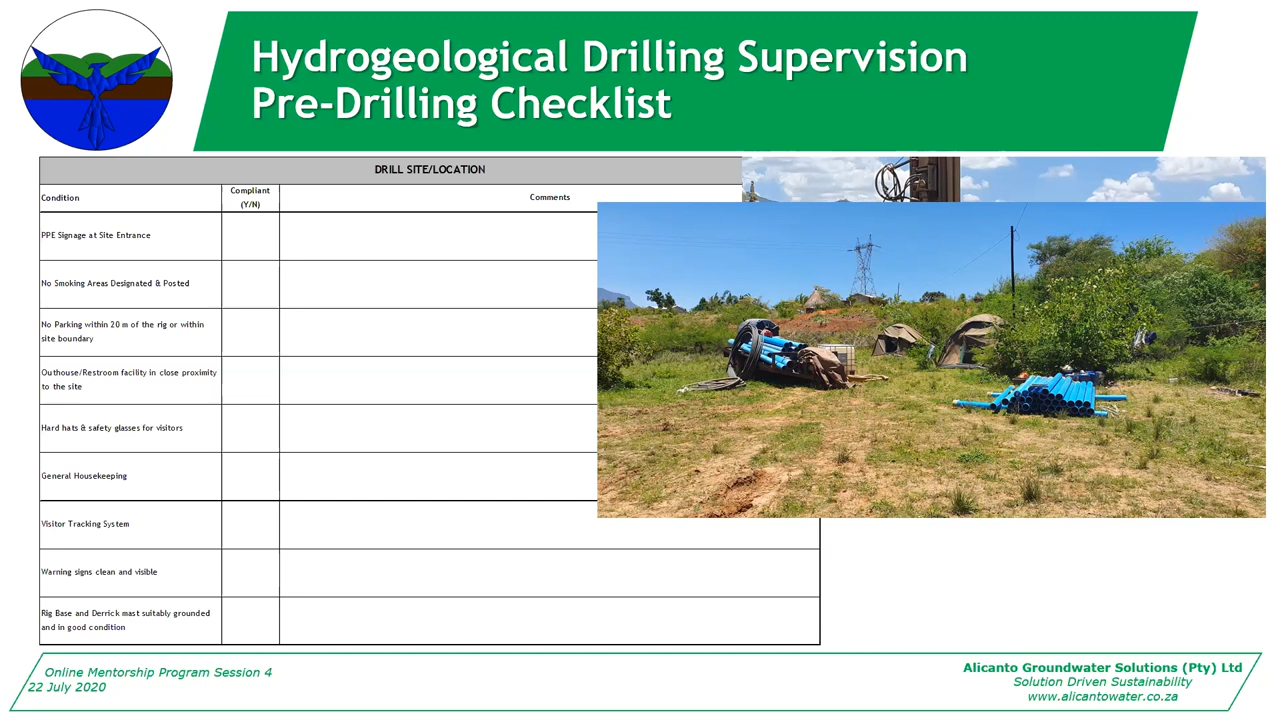 Hydrogeological Drilling Supervision
Pre-Drilling Checklist
DRILL SITE/LOCATION
Condition
Compliant
(Y/N)
Comments
PPE Signage at Site Entrance
No Smoking Areas Designated & Posted
No Parking within 20 m of the rig or within
site boundary
Outhouse/Restroom facility in close proximity
to the site
Hard hats & safety glasses for visitors
General Housekeeping
Visitor Tracking System
Warning signs clean and visible
Rig Base and Derrick mast suitably grounded
and in good condition
Online Mentorship Program Session 4
22 July 2020
Alicanto Groundwater Solutions (Pty) Ltd
Solution Driven Sustainability
www.alicantowater.co.za